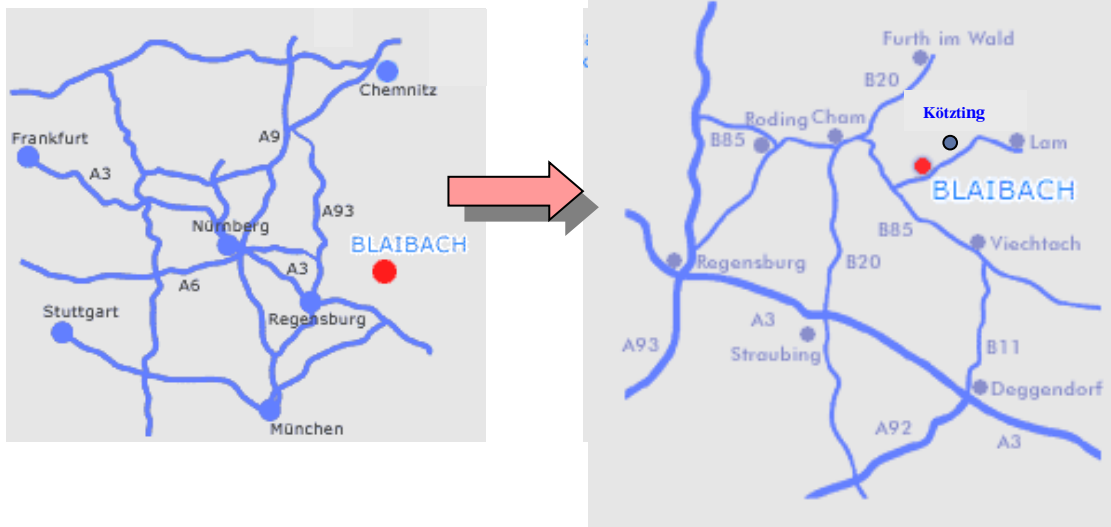 Chemnitz
A9
Frankfurt
A3
A93
Nürnberg
BLAIBACH
A3
A6
Stuttgart
Regensburg
München
Furth im Wald
B20
Kötzting
Roding Cham
B85
Lam
BLAIBACH
B85
Viechtach
Regensburg
B20
A3
A93
Straubing
B11
Deggendorf
A92
A3